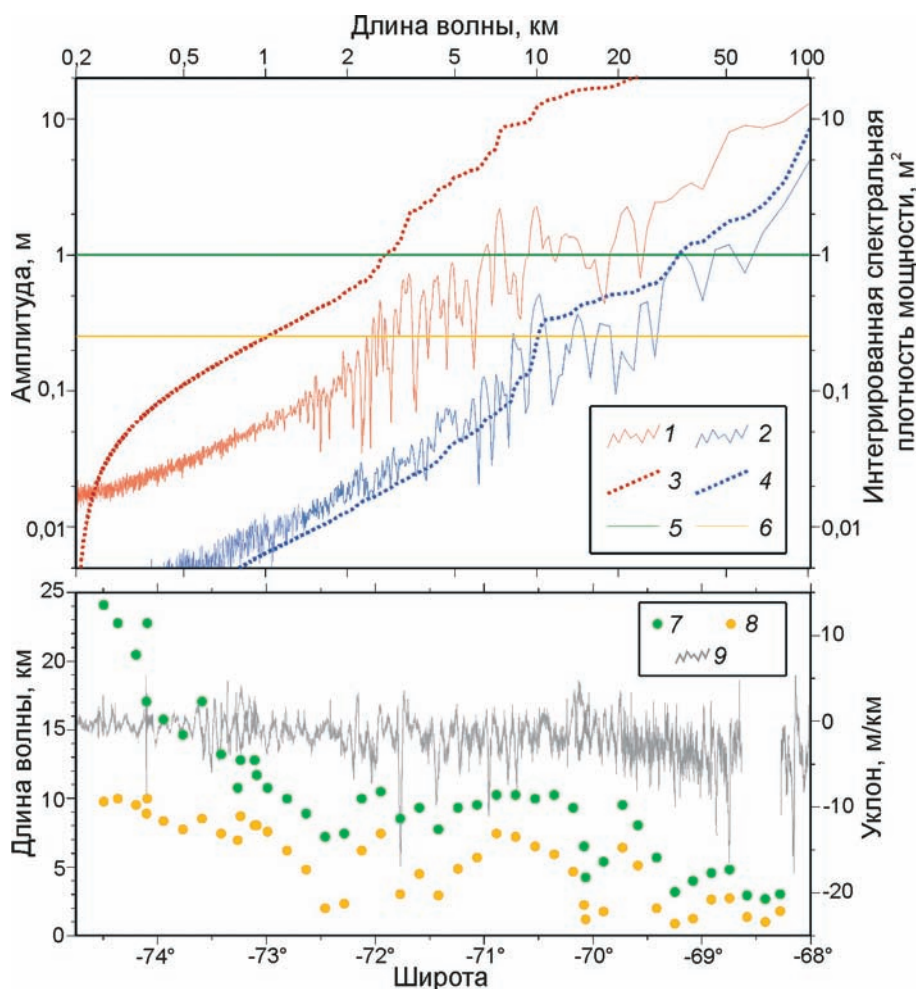 Длина волны, км
0,2 0,5 1 2 5 10 20 50 100
Амплитуда, м
10
1
0,1
0,01
10
1
0,1
0,01
Интегрированная спектральная
плотность мощности, м²
1 2
3 4
5 6
Длина волны, км
25
20
15
10
5
0
7 8
9
10
0
-10
-20
Уклон, м/км
-74° -73° -72° -71° -70° -69° -68°
Широта